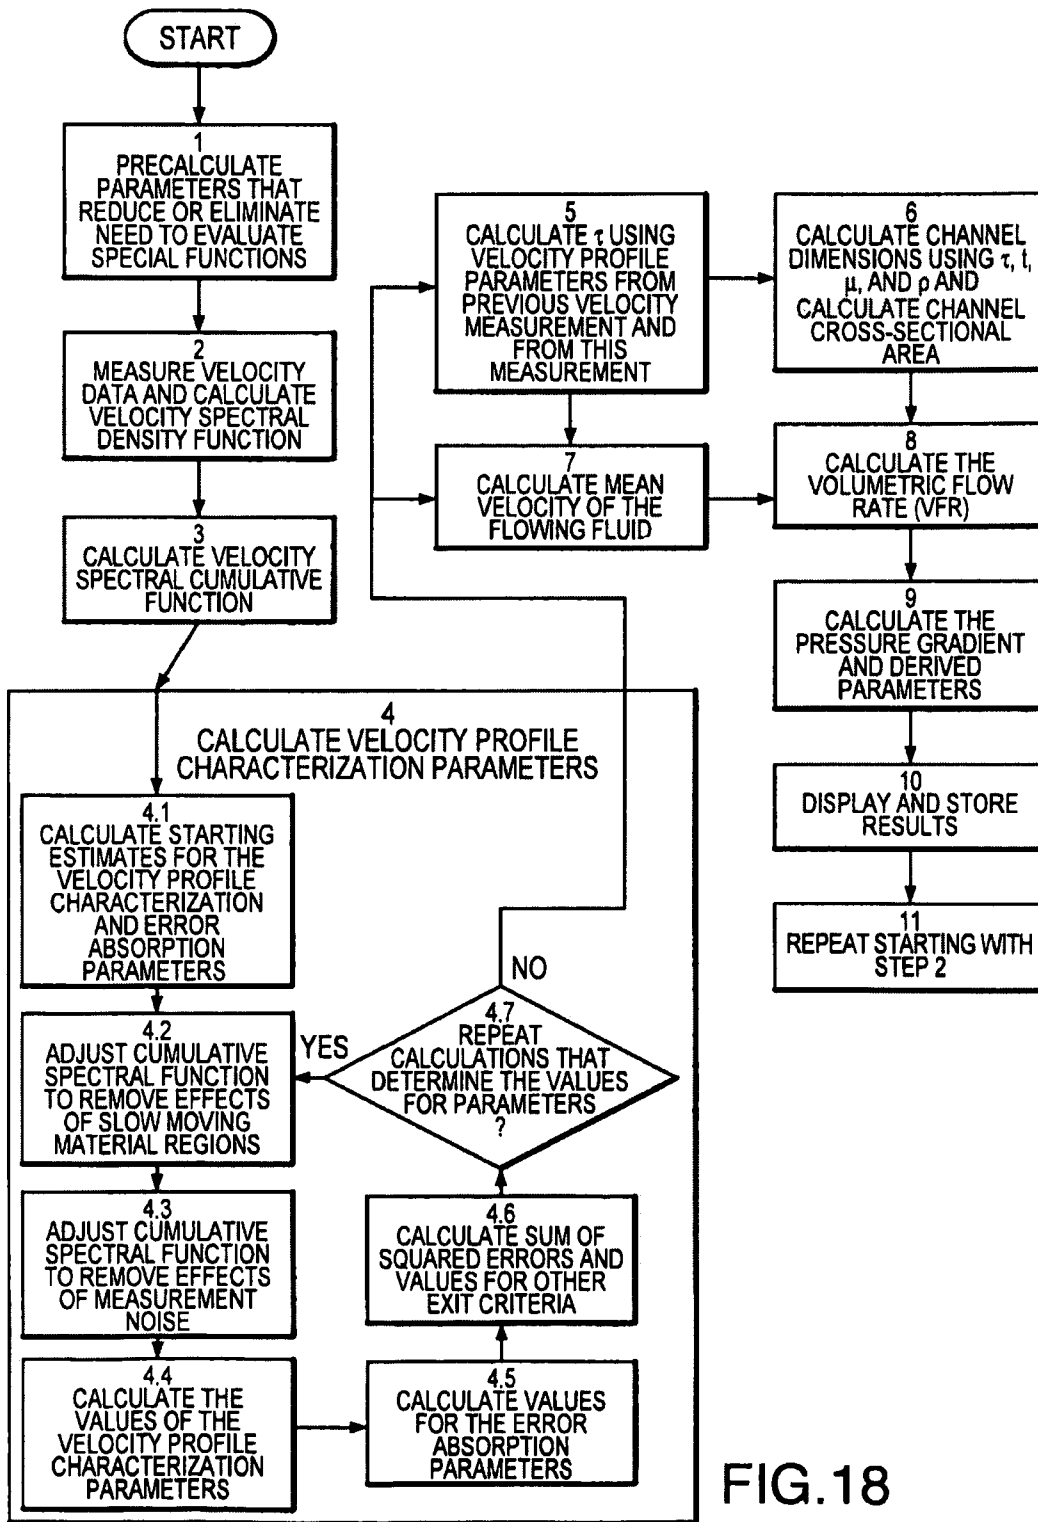 START
1
PRECALCULATE
PARAMETERS THAT
REDUCE OR ELIMINATE
NEED TO EVALUATE
SPECIAL FUNCTIONS
2
MEASURE VELOCITY
DATA AND CALCULATE
VELOCITY SPECTRAL
DENSITY FUNCTION
3
CALCULATE VELOCITY
SPECTRAL CUMULATIVE
FUNCTION
4
CALCULATE VELOCITY PROFILE
CHARACTERIZATION PARAMETERS
4.1
CALCULATE STARTING
ESTIMATES FOR THE
VELOCITY PROFILE
CHARACTERIZATION
AND ERROR
ABSORPTION
PARAMETERS
4.2
ADJUST CUMULATIVE
SPECTRAL FUNCTION
TO REMOVE EFFECTS
OF SLOW MOVING
MATERIAL REGIONS
4.3
ADJUST CUMULATIVE
SPECTRAL FUNCTION
TO REMOVE EFFECTS
OF MEASUREMENT
NOISE
4.4
CALCULATE THE
VALUES OF THE
VELOCITY PROFILE
CHARACTERIZATION
PARAMETERS
4.5
CALCULATE VALUES
FOR THE ERROR
ABSORPTION
PARAMETERS
4.6
CALCULATE SUM OF
SQUARED ERRORS AND
VALUES FOR OTHER
EXIT CRITERIA
4.7
REPEAT
CALCULATIONS THAT
DETERMINE THE VALUES
FOR PARAMETERS
?
YES
NO
5
CALCULATE τ USING
VELOCITY PROFILE
PARAMETERS FROM
PREVIOUS VELOCITY
MEASUREMENT AND
FROM THIS
MEASUREMENT
6
CALCULATE CHANNEL
DIMENSIONS USING τ, t,
μ, AND ρ AND
CALCULATE CHANNEL
CROSS-SECTIONAL
AREA
7
CALCULATE MEAN
VELOCITY OF THE
FLOWING FLUID
8
CALCULATE THE
VOLUMETRIC FLOW
RATE (VFR)
9
CALCULATE THE
PRESSURE GRADIENT
AND DERIVED
PARAMETERS
10
DISPLAY AND STORE
RESULTS
11
REPEAT STARTING WITH
STEP 2
FIG.18